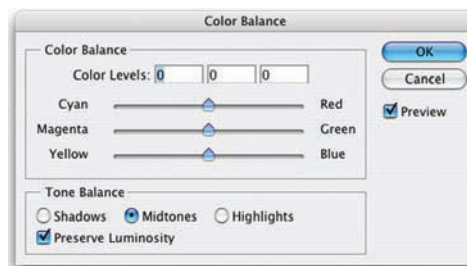 Color Balance
Color Balance
Color Levels: 0 0 0
Cyan Red
Magenta Green
Yellow Blue
Tone Balance
Shadows Midtones Highlights
Preserve Luminosity
OK
Cancel
Preview